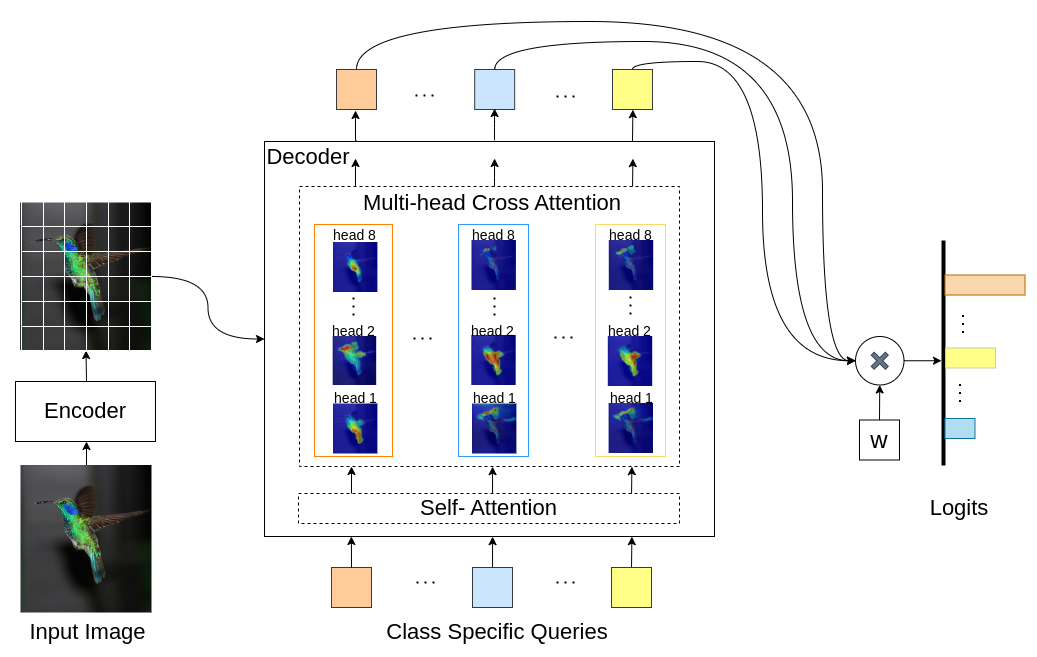 Decoder
Multi-head Cross Attention
head 8
head 8
head 8
...
...
head 2
head 2
head 2
head 1
head 1
head 1
Self- Attention
Encoder
Input Image
Class Specific Queries
w
Logits